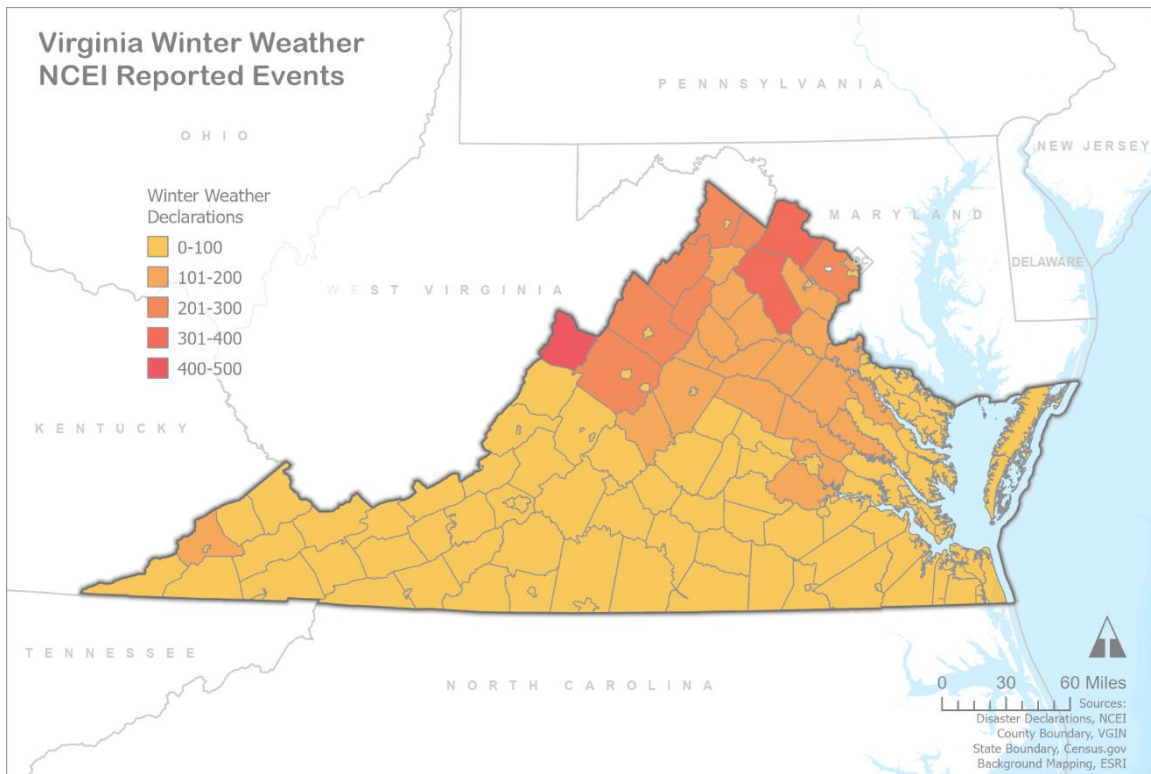 Virginia Winter Weather
NCEI Reported Events
PENNSYLVANIA
OHIO
NEW JERSEY
Winter Weather
Declarations
0-100
101-200
201-300
301-400
400-500
MARYLAND
DC
DELAWARE
WEST VIRGINIA
KENTUCKY
TENNESSEE
NORTH CAROLINA
0 30 60 Miles
Sources:
Disaster Declarations, NCEI
County Boundary, VGIN
State Boundary, Census.gov
Background Mapping, ESRI